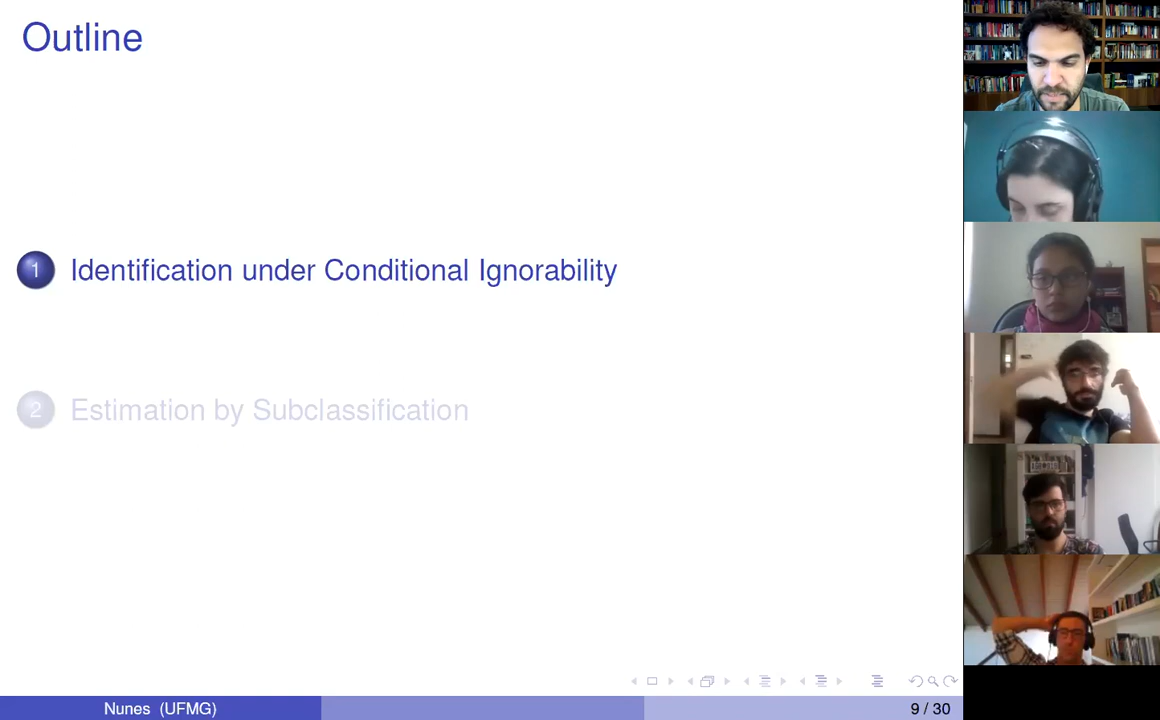 Outline
1 Identification under Conditional Ignorability
2 Estimation by Subclassification
Nunes (UFMG)
9 / 30